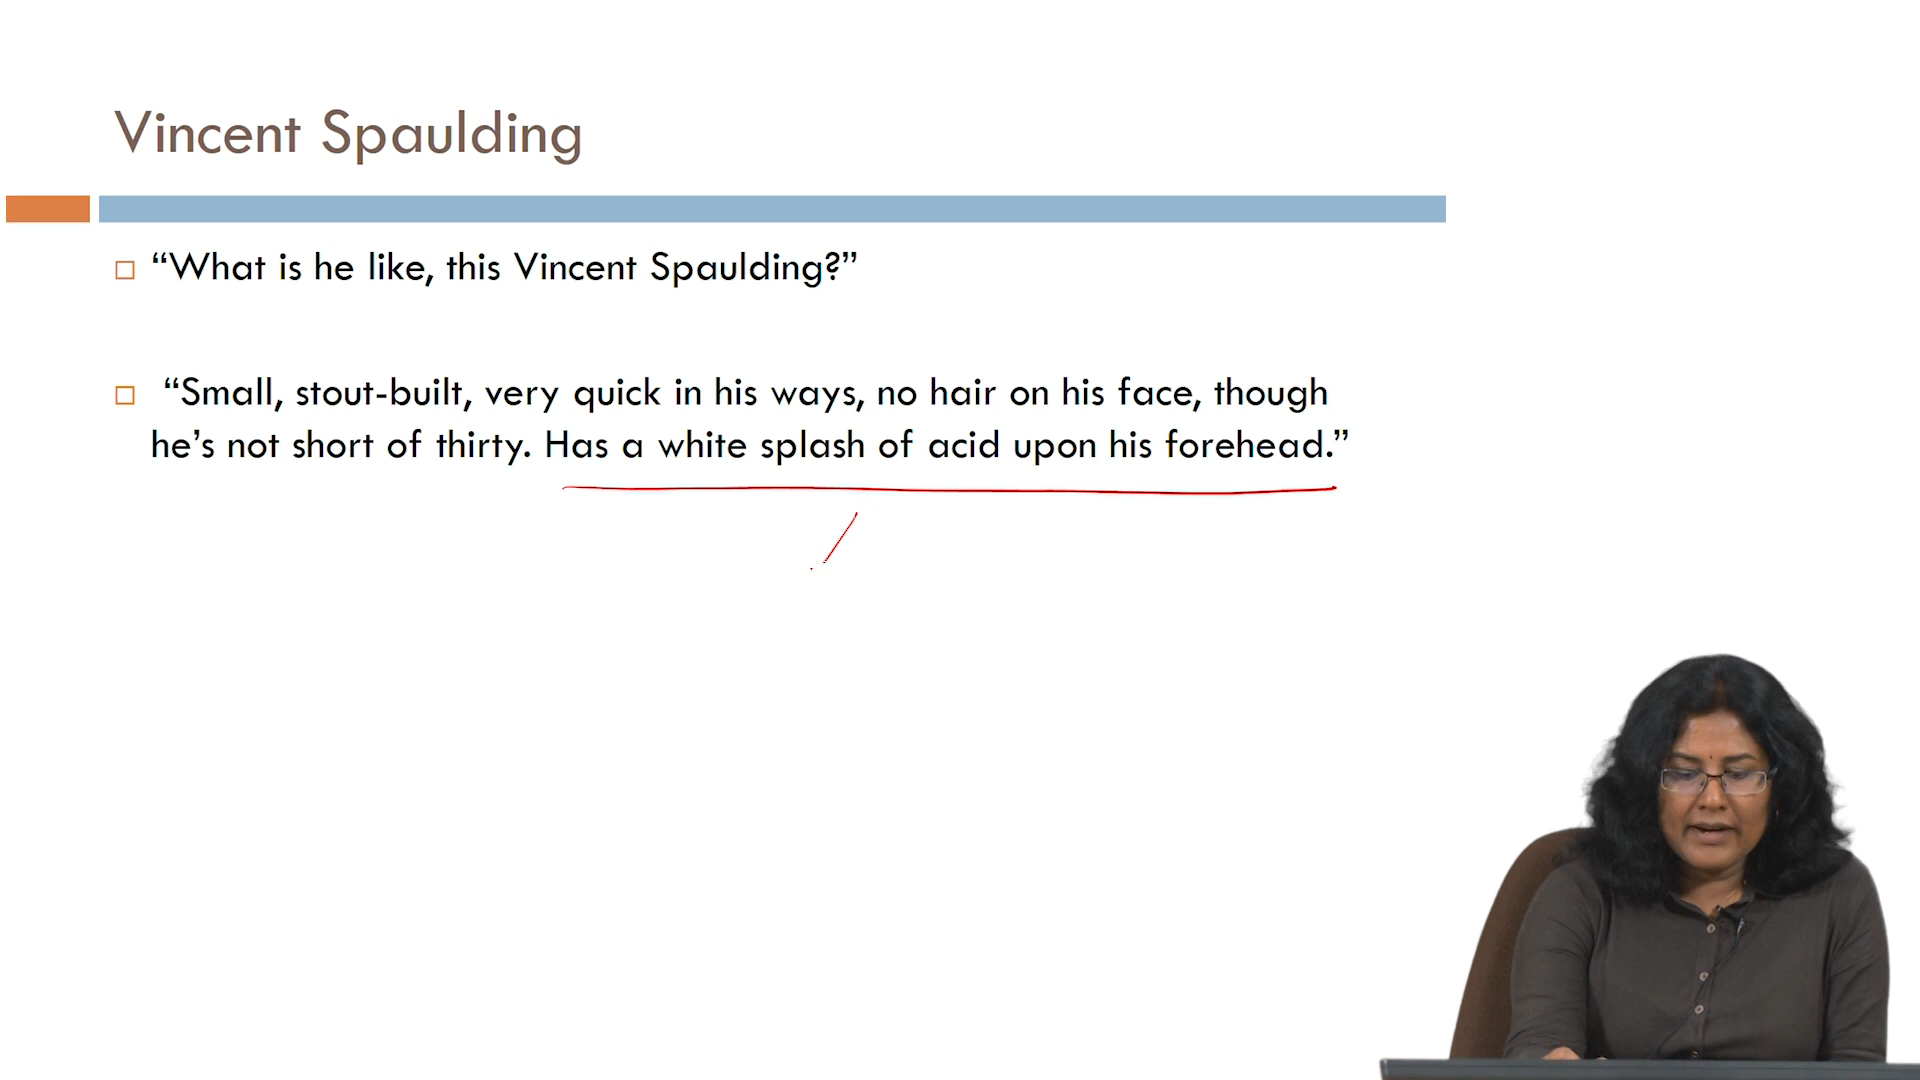 Vincent Spaulding
“What is he like, this Vincent Spaulding?”
“Small, stout-built, very quick in his ways, no hair on his face, though
he’s not short of thirty. Has a white splash of acid upon his forehead.”